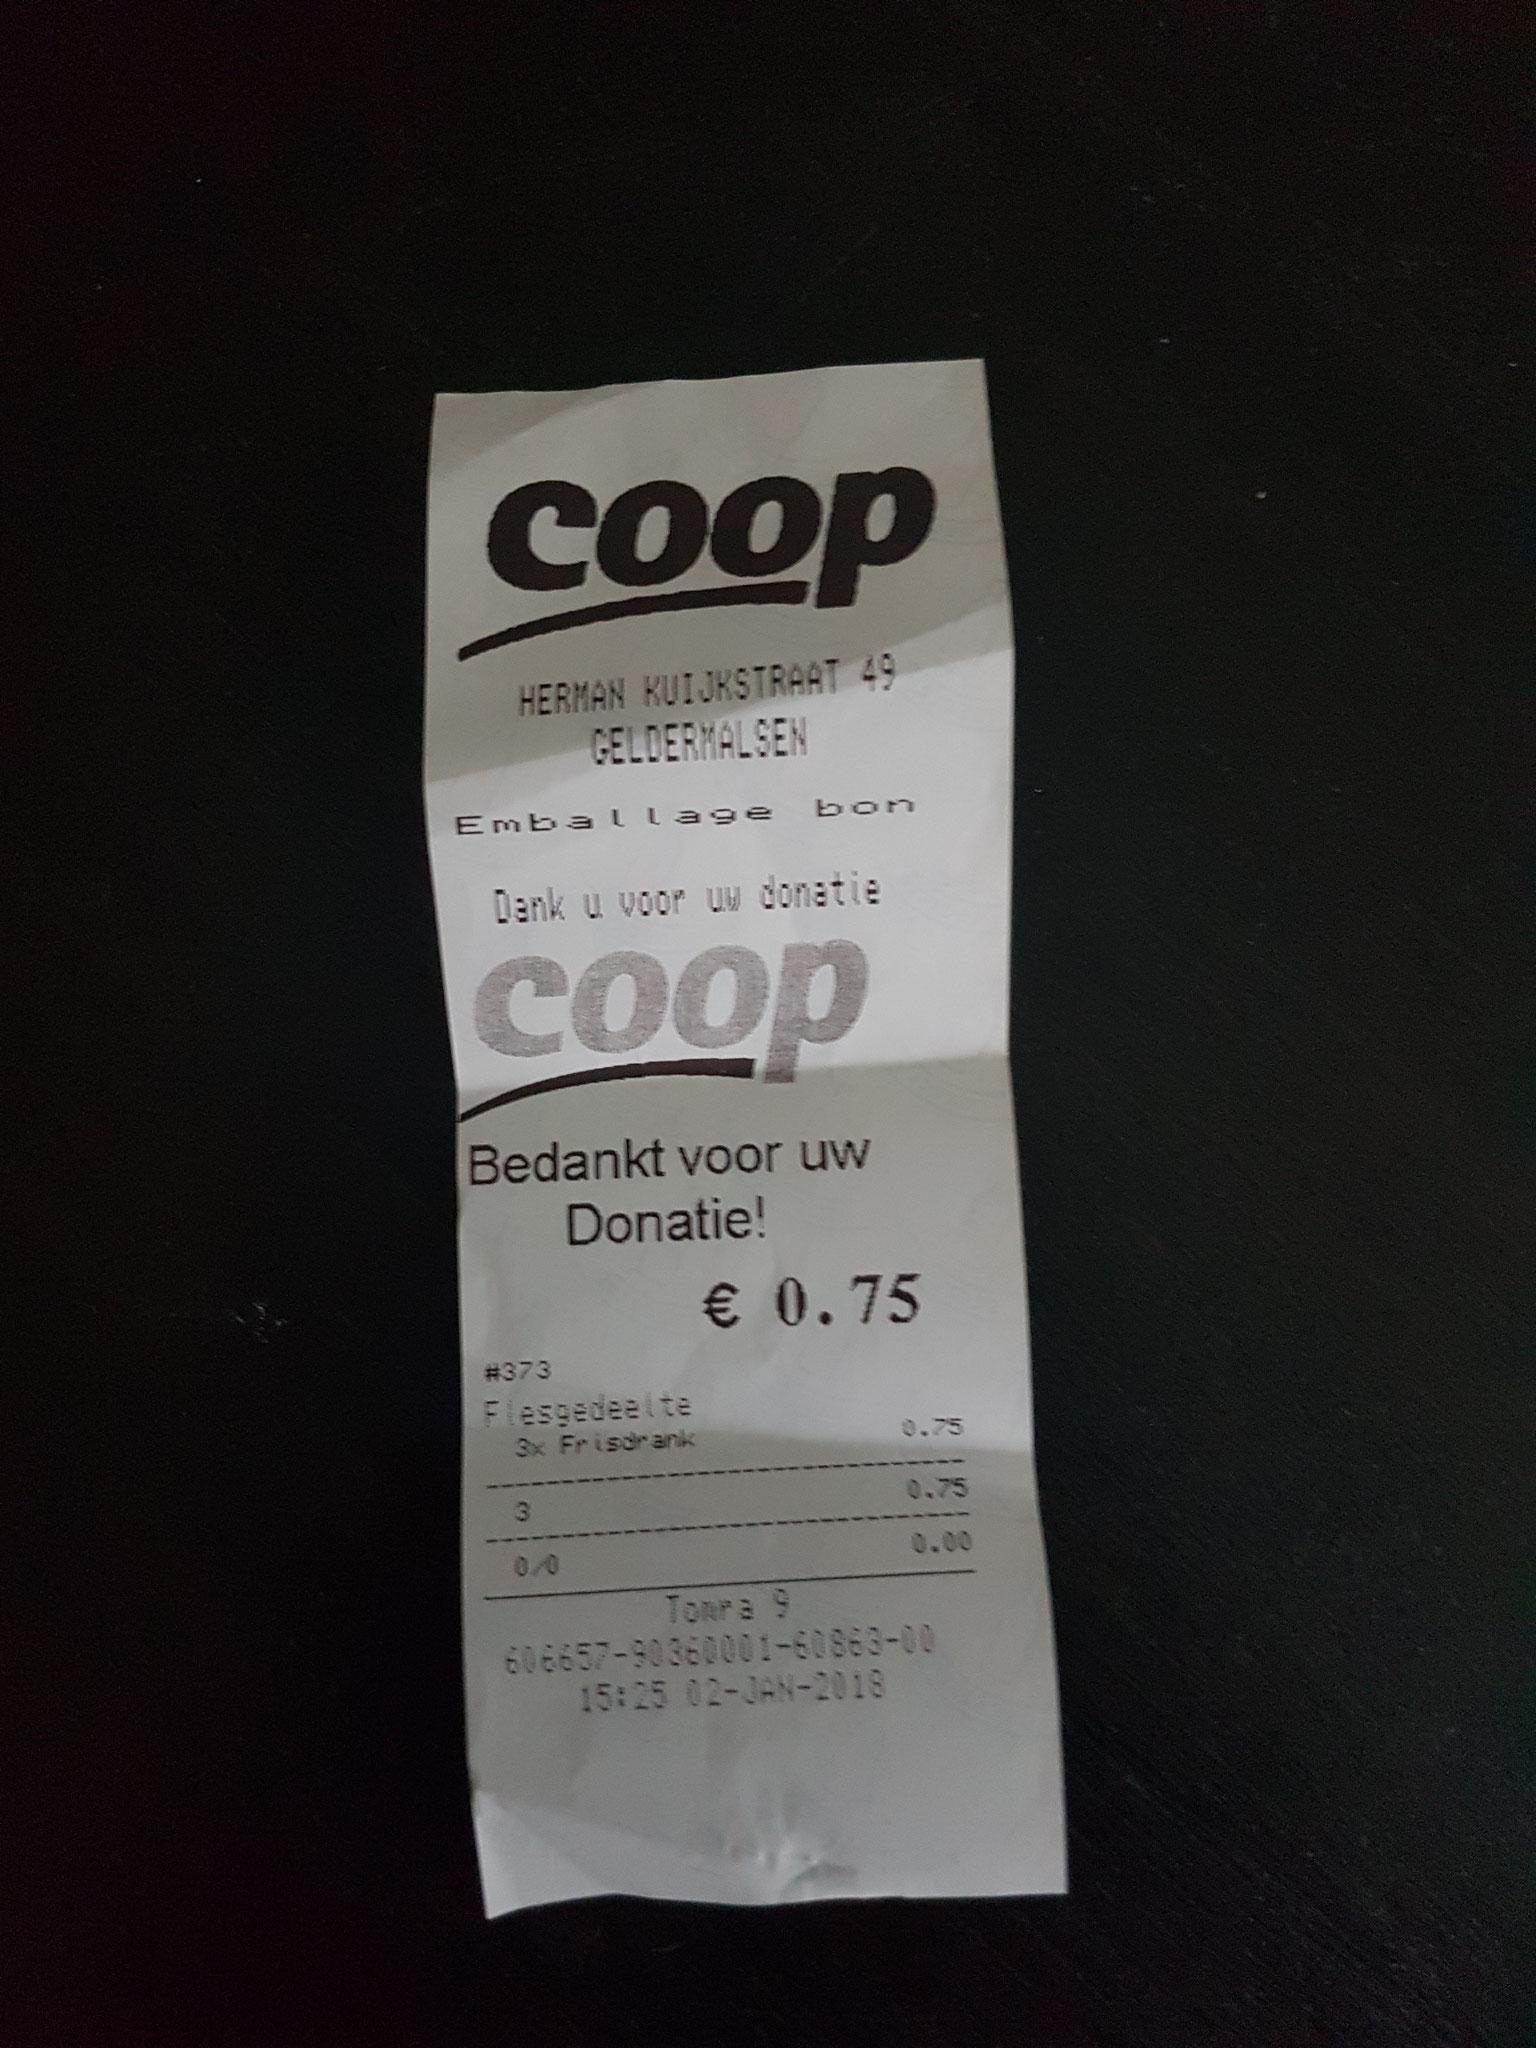 coop
HERMAN KUIJKSTRAAT 49
GELDERMALSEN
Emballage bon
Dank u voor uw donatie
coop
Bedankt voor uw
Donatie!
€ 0.75
#373
Flesgedeelte
3x Frisdrank 0.75
3 0.75
0/0 0.00
Tomra 9
606657-90360001-60863-00
15:25 02-JAN-2018